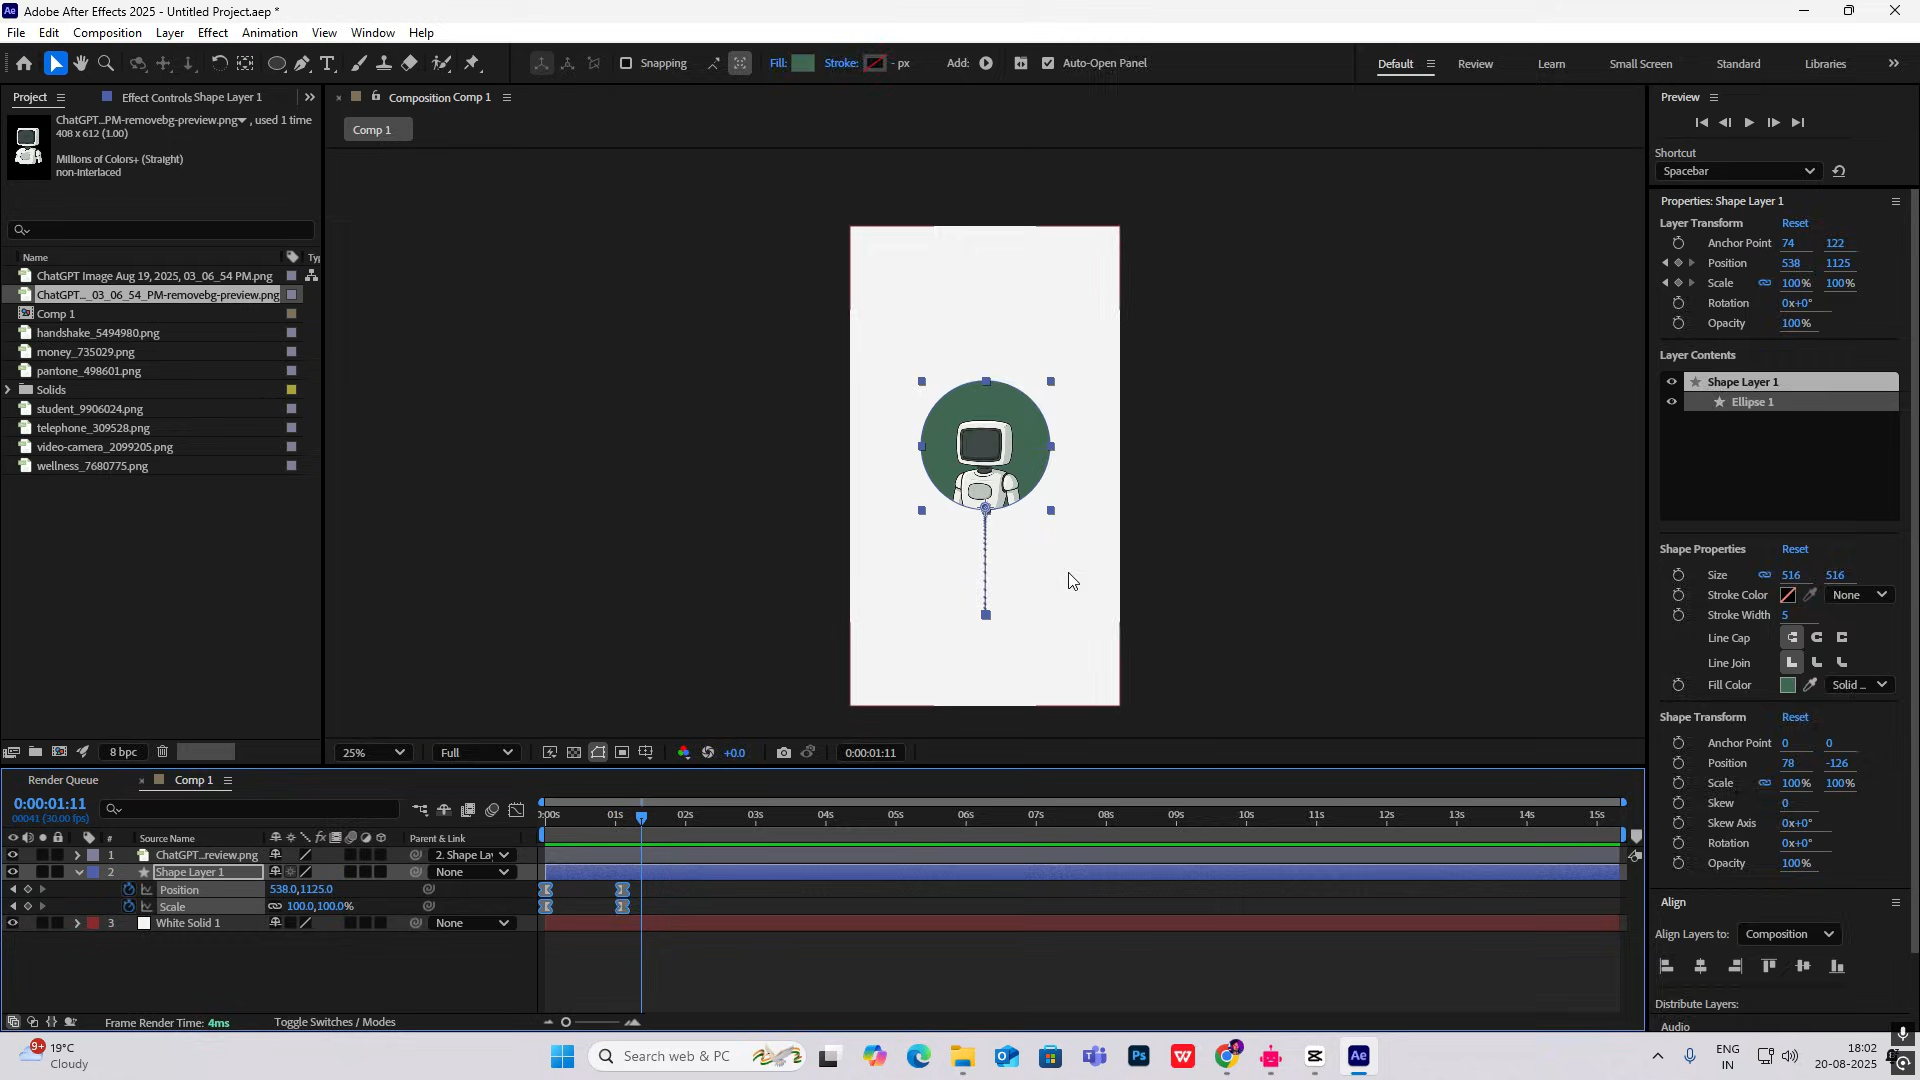 Adobe After Effects 2025 - Untitled Project.aep *
File Edit Composition Layer Effect Animation View Window Help
Snapping Fill: Stroke: - px Add: Auto-Open Panel Default Review Learn Small Screen Standard Libraries
Project Effect Controls Shape Layer 1
Composition Comp 1
Preview
ChatGPT...PM-removebg-preview.png , used 1 time
408 x 612 (1.00)
Millions of Colors+ (Straight)
non-interlaced
Comp 1
Shortcut
Spacebar
Properties: Shape Layer 1
Layer Transform Reset
Anchor Point 74 122
Position 538 1125
Scale 100% 100%
Rotation 0x+0°
Opacity 100%
Name
ChatGPT Image Aug 19, 2025, 03_06_54 PM.png
ChatGPT..._03_06_54_PM-removebg-preview.png
Comp 1
handshake_5494980.png
money_735029.png
pantone_498601.png
Solids
student_9906024.png
telephone_309528.png
video-camera_2099205.png
wellness_7680775.png
Layer Contents
Shape Layer 1
Ellipse 1
Shape Properties Reset
Size 516 516
Stroke Color None
Stroke Width 5
Line Cap
Line Join
Fill Color Solid ...
Shape Transform Reset
Anchor Point 0 0
Position 78 -126
Scale 100% 100%
Skew 0
Skew Axis 0x+0°
Rotation 0x+0°
Opacity 100%
8 bpc
25% Full +0.0 0:00:01:11
Render Queue Comp 1
0:00:01:11
00041 (30.00 fps)
:00s 01s 02s 03s 04s 05s 06s 07s 08s 09s 10s 11s 12s 13s 14s 15s
# Source Name fx Parent & Link
1 ChatGPT...review.png 2. Shape Lay
2 Shape Layer 1 None
Position 538.0,1125.0
Scale 100.0,100.0%
3 White Solid 1 None
Frame Render Time: 4ms Toggle Switches / Modes
Align
Align Layers to: Composition
Distribute Layers:
Audio
9+ 19°C
Cloudy
Search web & PC
Ps
W
Ae
ENG
IN
18:02
20-08-2025